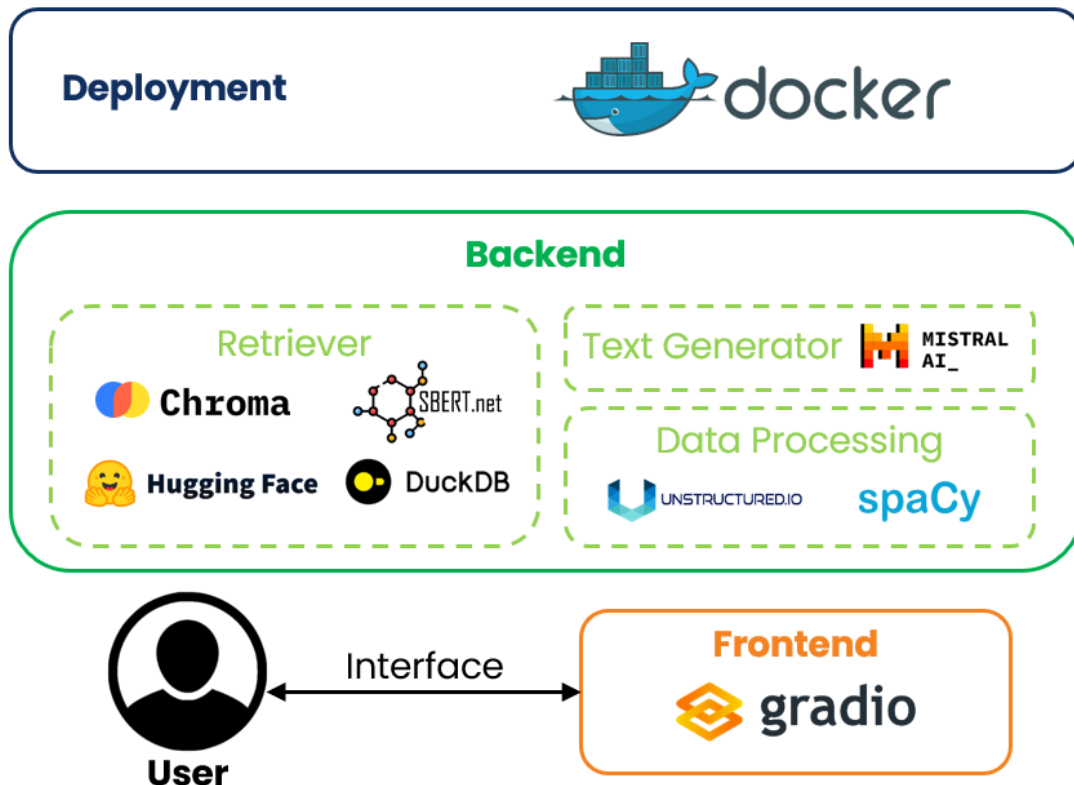 Deployment
docker
Backend
Retriever
Chroma
SBERT.net
Hugging Face
DuckDB
Text Generator
MISTRAL
AI_
Data Processing
UNSTRUCTURED.IO
spaCy
User
Interface
Frontend
gradio